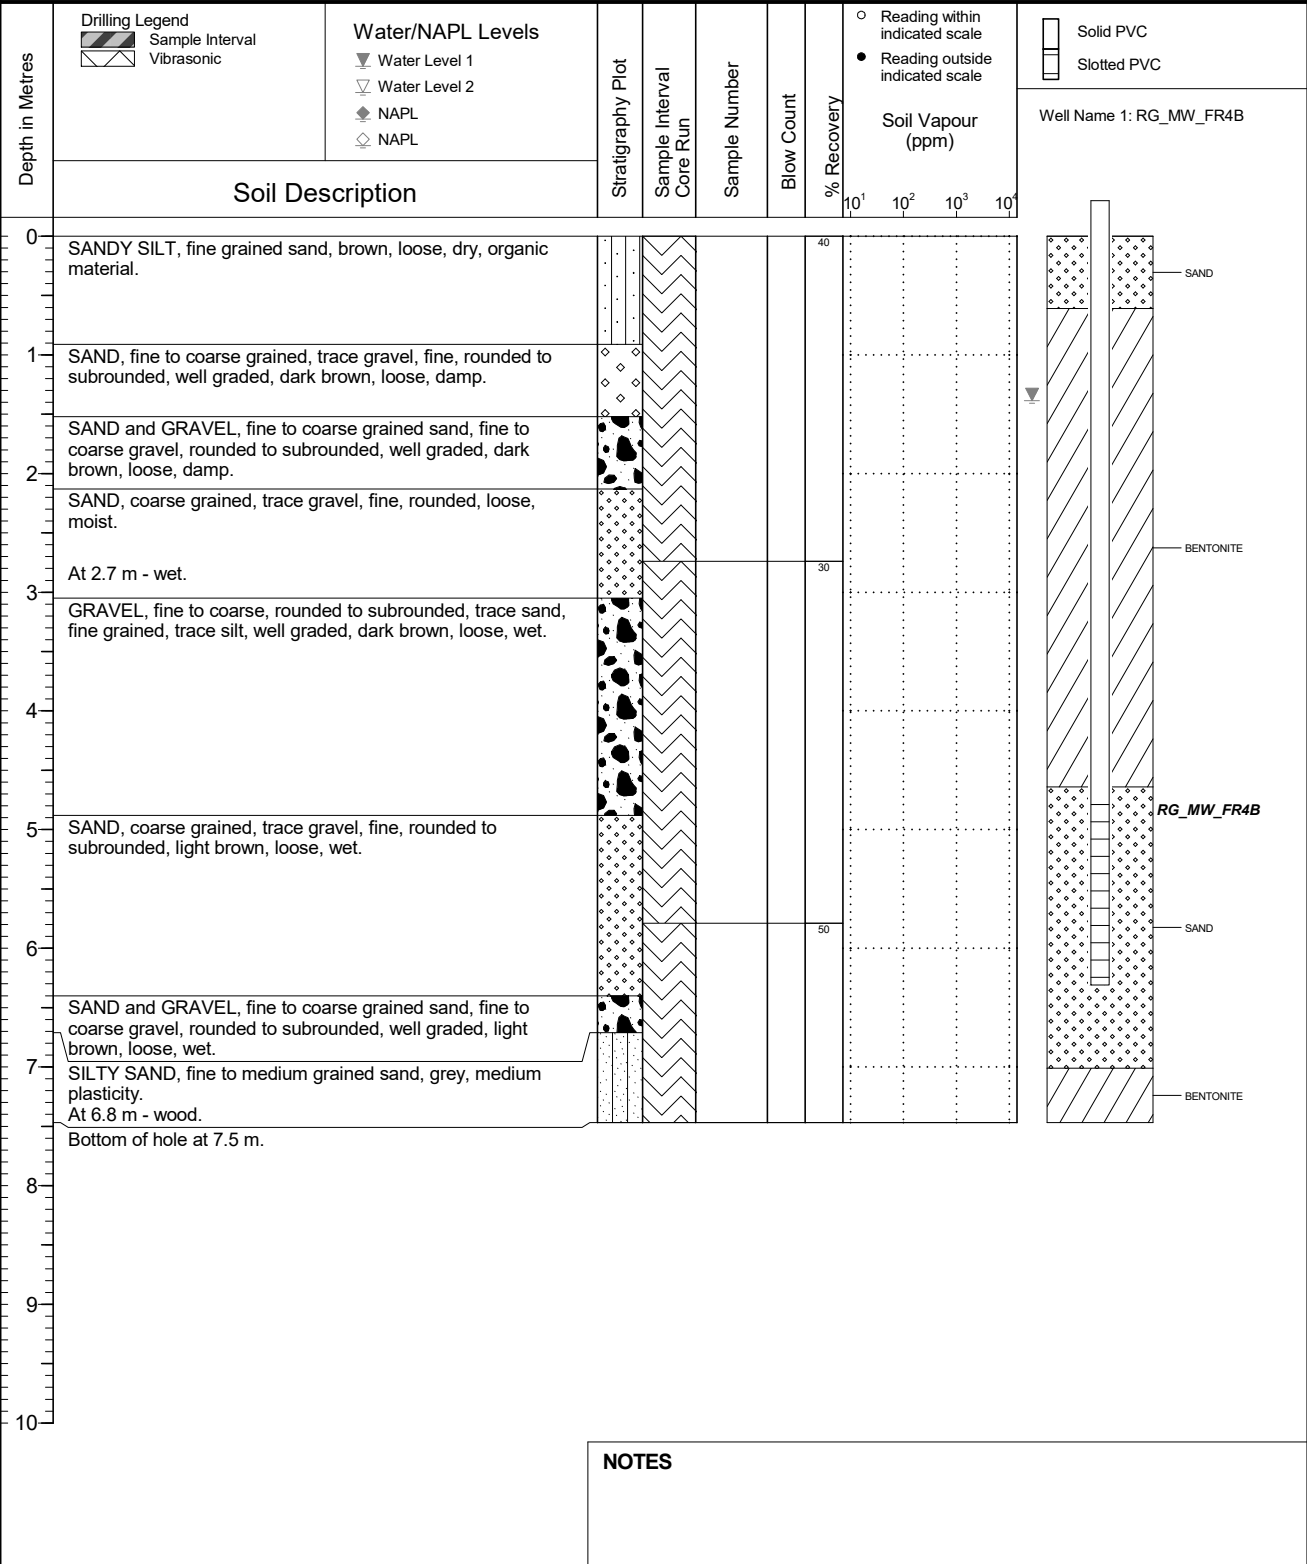 Depth in Metres
Drilling Legend
Sample Interval
Vibrasonic
Water/NAPL Levels
Water Level 1
Water Level 2
NAPL
NAPL
Soil Description
Stratigraphy Plot
Sample Interval
Core Run
Sample Number
Blow Count
% Recovery
Reading within
indicated scale
Reading outside
indicated scale
Soil Vapour
(ppm)
10¹ 10² 10³ 10⁴
Solid PVC
Slotted PVC
Well Name 1: RG_MW_FR4B
0
SANDY SILT, fine grained sand, brown, loose, dry, organic
material.
40
SAND
1
SAND, fine to coarse grained, trace gravel, fine, rounded to
subrounded, well graded, dark brown, loose, damp.
SAND and GRAVEL, fine to coarse grained sand, fine to
coarse gravel, rounded to subrounded, well graded, dark
brown, loose, damp.
2
SAND, coarse grained, trace gravel, fine, rounded, loose,
moist.
BENTONITE
At 2.7 m - wet.
30
3
GRAVEL, fine to coarse, rounded to subrounded, trace sand,
fine grained, trace silt, well graded, dark brown, loose, wet.
4
RG_MW_FR4B
5
SAND, coarse grained, trace gravel, fine, rounded to
subrounded, light brown, loose, wet.
50
SAND
6
SAND and GRAVEL, fine to coarse grained sand, fine to
coarse gravel, rounded to subrounded, well graded, light
brown, loose, wet.
7
SILTY SAND, fine to medium grained sand, grey, medium
plasticity.
BENTONITE
At 6.8 m - wood.
Bottom of hole at 7.5 m.
8
9
10
NOTES